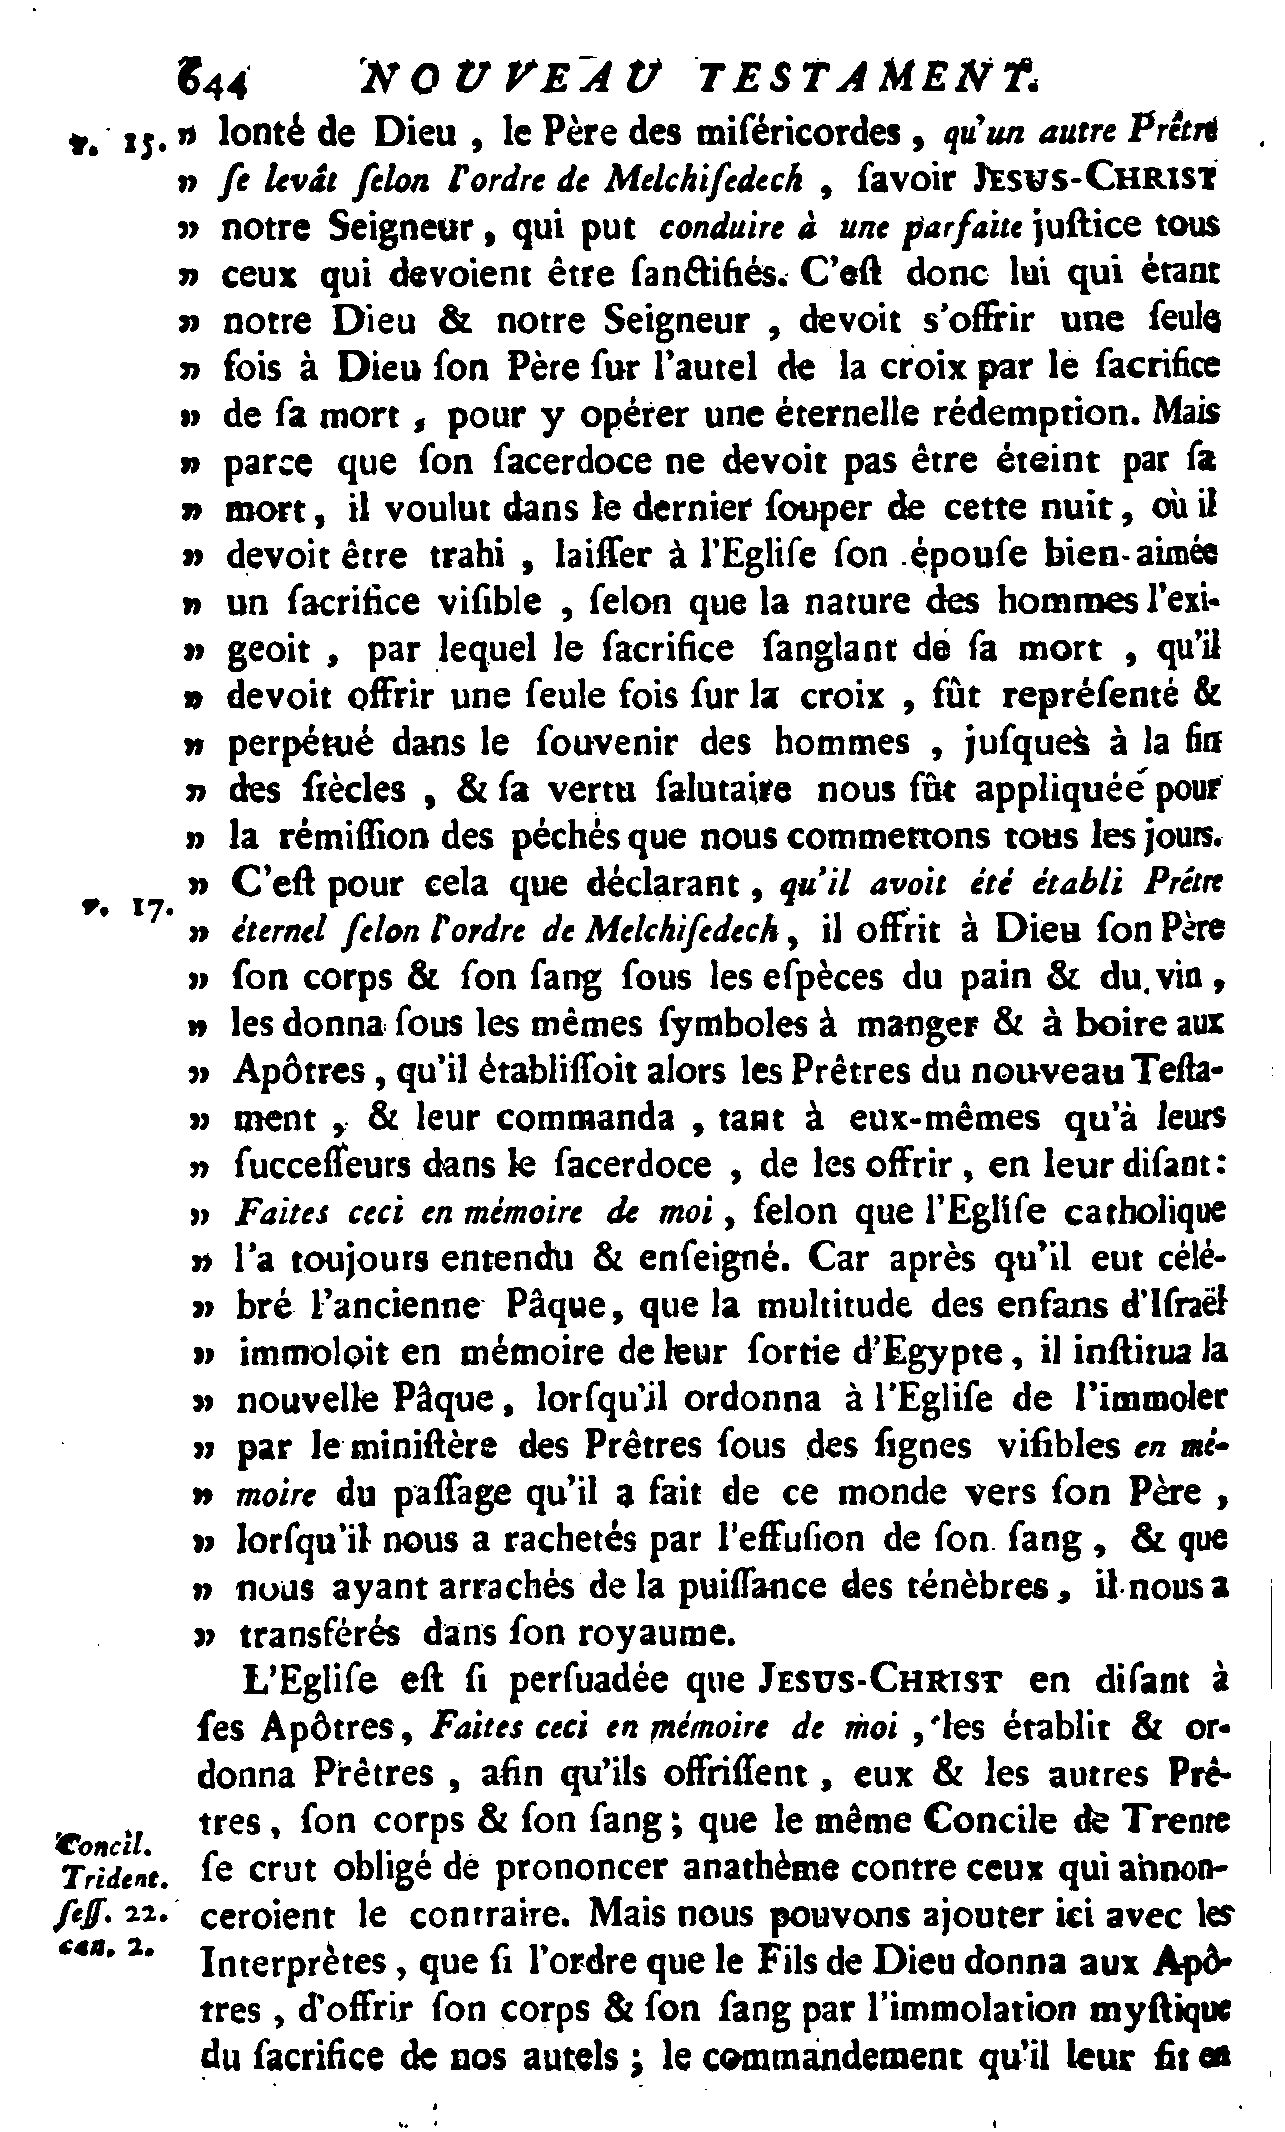 644 NOUVEAU TESTAMENT.
v. 15. „ lonté de Dieu , le Père des miſéricordes , qu'un autre Prêtre
„ ſe levât ſelon l'ordre de Melchiſedech , ſavoir JESUS-CHRIST
„ notre Seigneur , qui put conduire à une parfaite juſtice tous
„ ceux qui devoient être ſanctifiés. C'eſt donc lui qui étant
„ notre Dieu & notre Seigneur , devoit s'offrir une ſeule
„ fois à Dieu ſon Père ſur l'autel de la croix par le ſacrifice
„ de ſa mort , pour y opérer une éternelle rédemption. Mais
„ parce que ſon ſacerdoce ne devoit pas être éteint par ſa
„ mort , il voulut dans le dernier ſouper de cette nuit , où il
„ devoit être trahi , laiſſer à l'Egliſe ſon épouſe bien-aimée
„ un ſacrifice viſible , ſelon que la nature des hommes l'exi-
„ geoit , par lequel le ſacrifice ſanglant de ſa mort , qu'il
„ devoit offrir une ſeule fois ſur la croix , fût repréſenté &
„ perpétué dans le ſouvenir des hommes , juſques à la fin
„ des ſiècles , & ſa vertu ſalutaire nous fût appliquée pour
„ la rémiſſion des péchés que nous commettons tous les jours.
„ C'eſt pour cela que déclarant , qu'il avoit été établi Prêtre
v. 17.
„ éternel ſelon l'ordre de Melchiſedech , il offrit à Dieu ſon Père
„ ſon corps & ſon ſang ſous les eſpèces du pain & du vin ,
„ les donna ſous les mêmes ſymboles à manger & à boire aux
„ Apôtres , qu'il établiſſoit alors les Prêtres du nouveau Teſta-
„ ment , & leur commanda , tant à eux-mêmes qu'à leurs
„ ſucceſſeurs dans le ſacerdoce , de les offrir , en leur diſant :
„ Faites ceci en mémoire de moi , ſelon que l'Egliſe catholique
„ l'a toujours entendu & enſeigné. Car après qu'il eut célé-
„ bré l'ancienne Pâque , que la multitude des enfans d'Iſraël
„ immoloit en mémoire de leur ſortie d'Egypte , il inſtitua la
„ nouvelle Pâque , lorſqu'il ordonna à l'Egliſe de l'immoler
„ par le miniſtère des Prêtres ſous des ſignes viſibles en mé-
„ moire du paſſage qu'il a fait de ce monde vers ſon Père ,
„ lorſqu'il nous a rachetés par l'effuſion de ſon ſang , & que
„ nous ayant arrachés de la puiſſance des ténèbres , il nous a
„ transférés dans ſon royaume.
L'Egliſe eſt ſi perſuadée que JESUS-CHRIST en diſant à
ſes Apôtres , Faites ceci en mémoire de moi , les établit & or-
donna Prêtres , afin qu'ils offriſſent , eux & les autres Prê-
tres , ſon corps & ſon ſang ; que le même Concile de Trente
Concil.
Trident.
ſeſſ. 22.
can. 2.
ſe crut obligé de prononcer anathème contre ceux qui annon-
ceroient le contraire. Mais nous pouvons ajouter ici avec les
Interprètes , que ſi l'ordre que le Fils de Dieu donna aux Apô-
tres , d'offrir ſon corps & ſon ſang par l'immolation myſtique
du ſacrifice de nos autels ; le commandement qu'il leur fit en